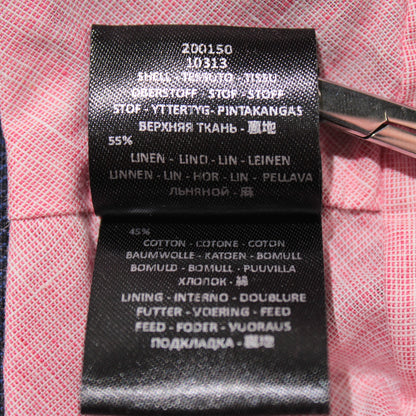 200150
10313
SHELL - TESSUTO - TISSU
OBERSTOFF - STOF - STOFF
STOF - YTTERTYG - PINTAKANGAS
ВЕРХНЯЯ ТКАНЬ - 裏地
55%
LINEN - LINO - LIN - LEINEN
LINNEN - LIN - HOR - LIN - PELLAVA
ЛЬНЯНОЙ - 麻
45%
COTTON - COTONE - COTON
BAUMWOLLE - KATOEN - BOMULL
BOMULD - BOMULL - PUUVILLA
ХЛОПОК - 綿
LINING - INTERNO - DOUBLURE
FUTTER - VOERING - FEED
FEED - FODER - VUORAUS
ПОДКЛАДКА - 裏地